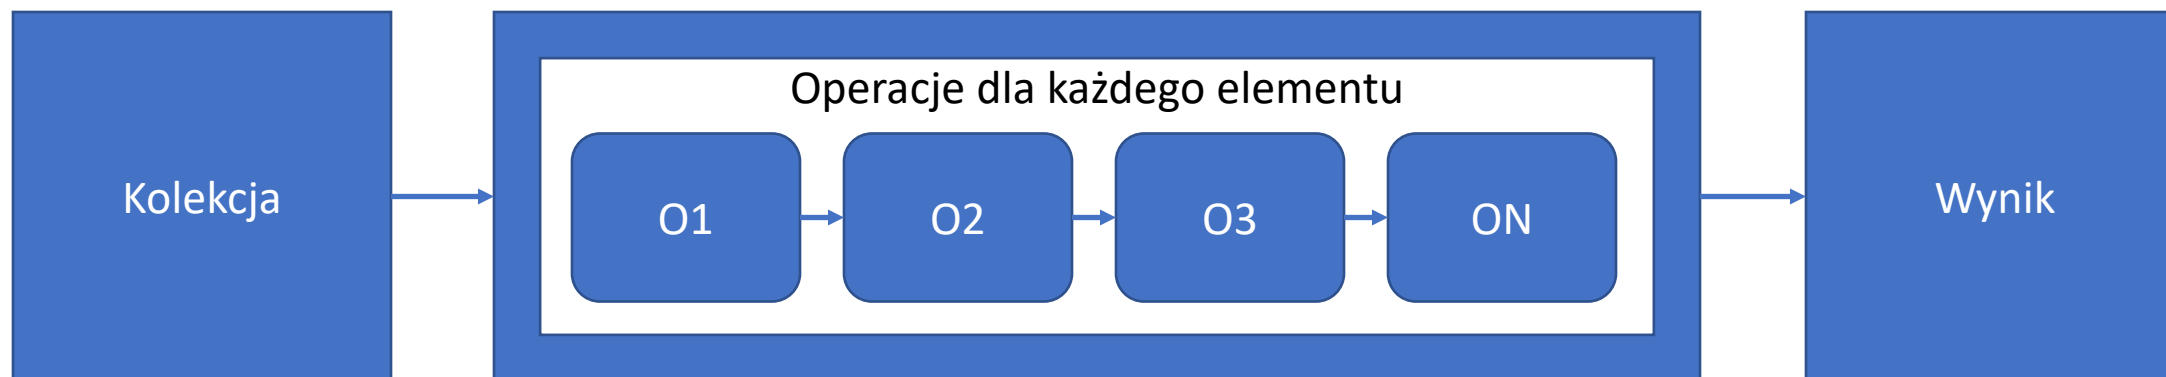 Kolekcja
Operacje dla każdego elementu
O1
O2
O3
ON
Wynik